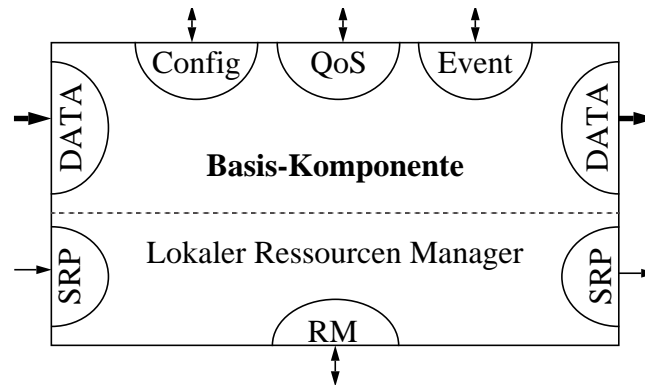 Config QoS Event
DATA DATA
Basis-Komponente
Lokaler Ressourcen Manager
SRP SRP
RM